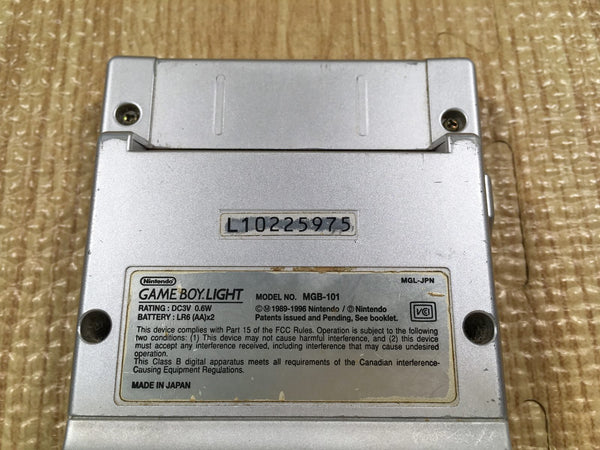 L10225975
Nintendo
MGL-JPN
GAME BOY LIGHT
MODEL NO. MGB-101
RATING : DC3V 0.6W
BATTERY : LR6 (AA)x2
©Ⓜ 1989-1996 Nintendo / Ⓟ Nintendo
Patents issued and Pending, See booklet.
VCI
This device complies with Part 15 of the FCC Rules. Operation is subject to the following
two conditions: (1) This device may not cause harmful interference, and (2) this device
must accept any interference received, including interference that may cause undesired
operation.
This Class B digital apparatus meets all requirements of the Canadian Interference-
Causing Equipment Regulations.
MADE IN JAPAN